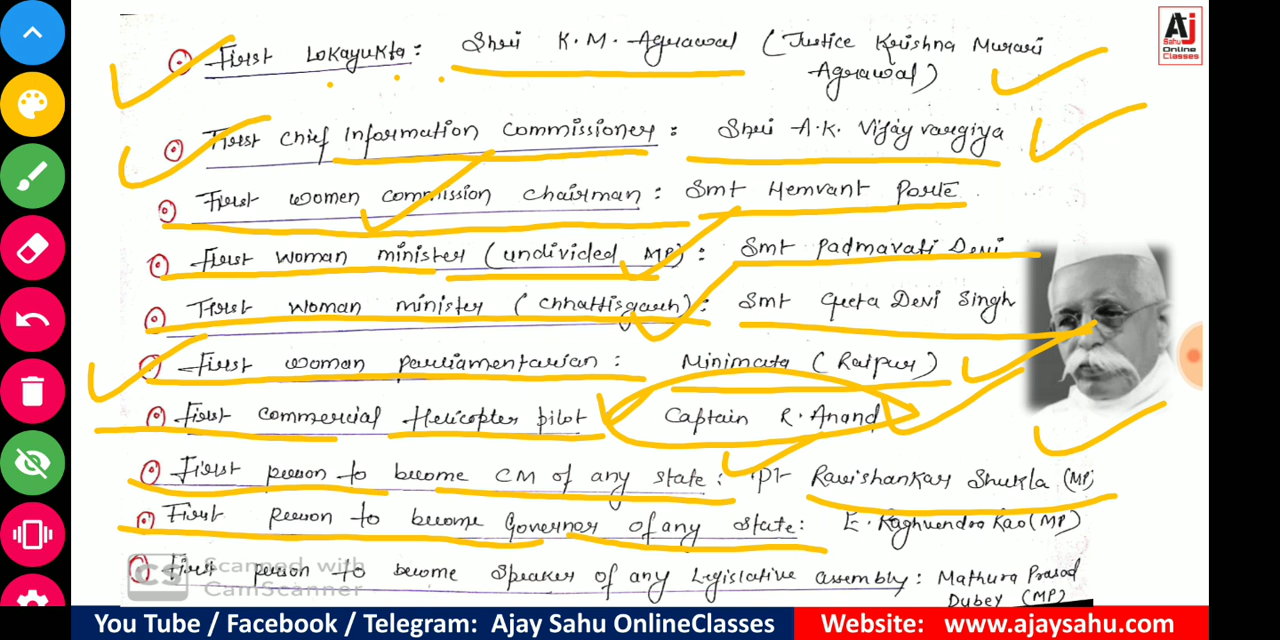 Aj
Sahu
Online
Classes
First Lokayukta: Shri K.M. Agrawal (Justice Krishna Murari
Agrawal)
First chief information commissioner: Shri A.K. Vijay vargiya
First women commission chairman: Smt Hemvant Porte
First woman minister (undivided MP): Smt Padmavati Devi
First woman minister (Chhattisgarh): Smt Geeta Devi Singh
First woman parliamentarian: Minimata (Raipur)
First commercial Helicopter pilot Captain R. Anand
First person to become CM of any state: Pt Ravishankar Shukla (MP)
First person to become Governor of any state: E. Raghvendra Rao (MP)
First person to become Speaker of any Legislative assembly: Mathura Prasad
Dubey (MP)
CS Scanned with
CamScanner
You Tube / Facebook / Telegram: Ajay Sahu OnlineClasses Website: www.ajaysahu.com